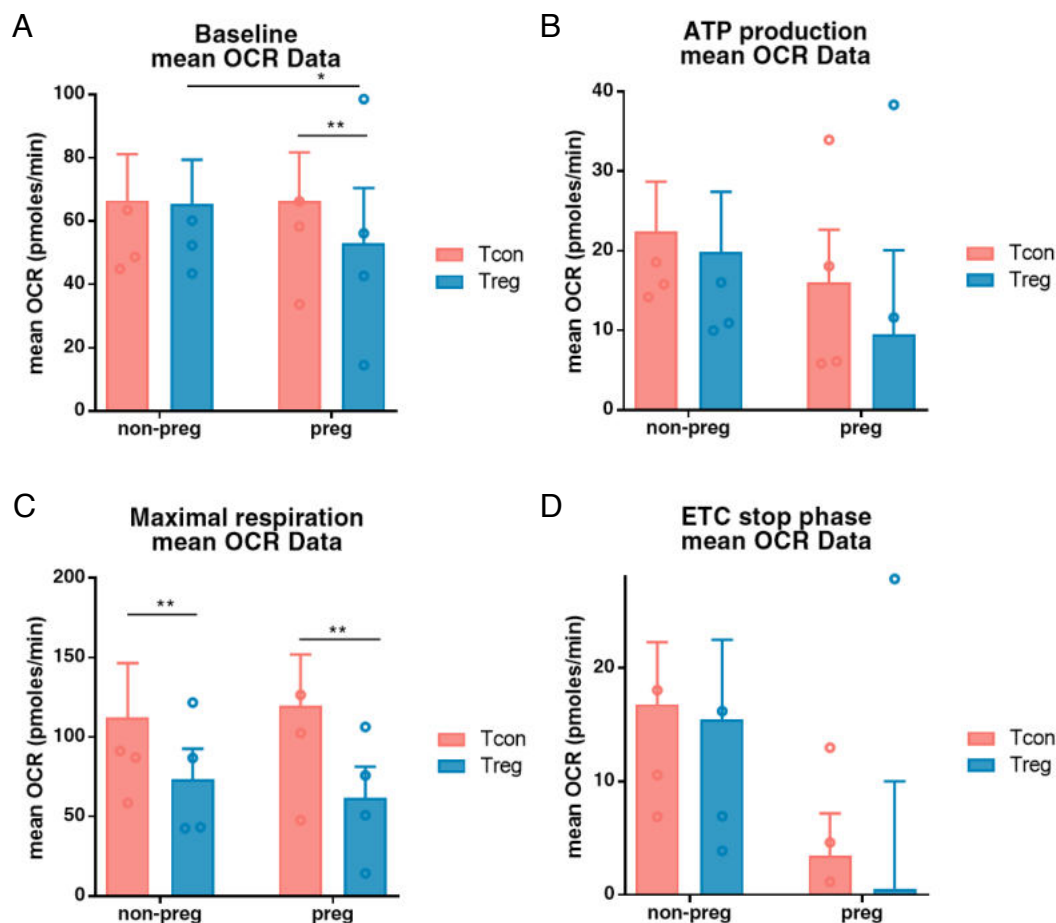 A
Baseline
mean OCR Data
mean OCR (pmoles/min)
100
80
60
40
20
0
*
**
non-preg
preg
Tcon
Treg
B
ATP production
mean OCR Data
mean OCR (pmoles/min)
40
30
20
10
0
non-preg
preg
Tcon
Treg
C
Maximal respiration
mean OCR Data
mean OCR (pmoles/min)
200
150
100
50
0
**
**
non-preg
preg
Tcon
Treg
D
ETC stop phase
mean OCR Data
mean OCR (pmoles/min)
20
10
0
non-preg
preg
Tcon
Treg